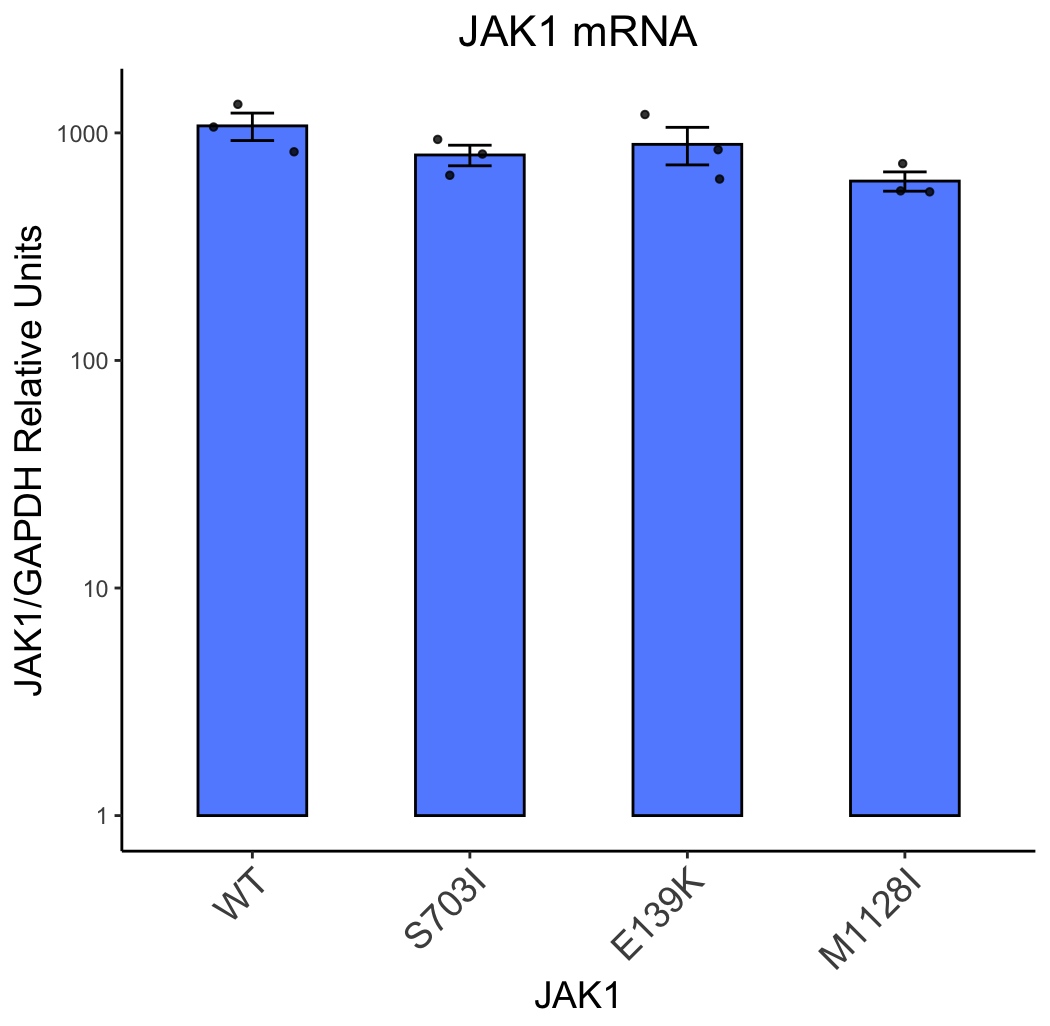 JAK1 mRNA
JAK1/GAPDH Relative Units
1000
100
10
1
WT
S703I
E139K
M1128I
JAK1